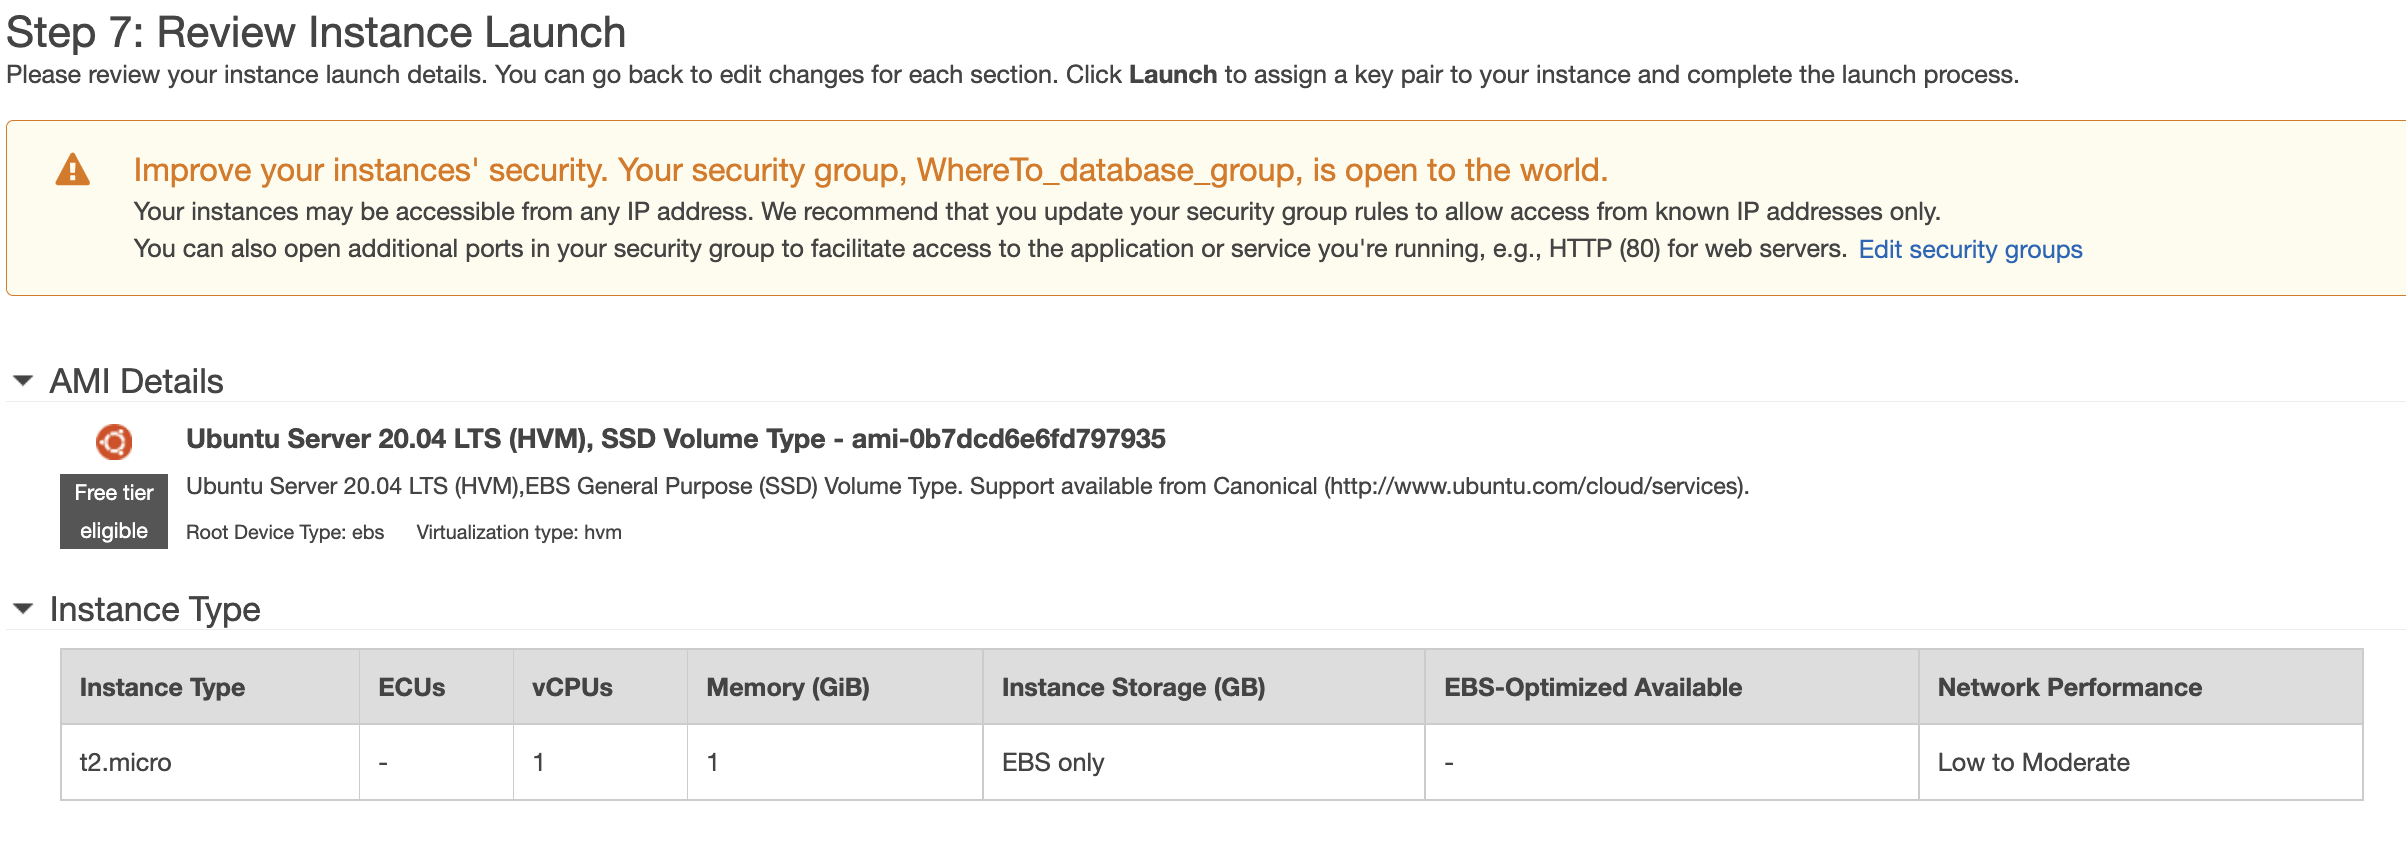 Step 7: Review Instance Launch
Please review your instance launch details. You can go back to edit changes for each section. Click Launch to assign a key pair to your instance and complete the launch process.
Improve your instances' security. Your security group, WhereTo_database_group, is open to the world.
Your instances may be accessible from any IP address. We recommend that you update your security group rules to allow access from known IP addresses only.
You can also open additional ports in your security group to facilitate access to the application or service you're running, e.g., HTTP (80) for web servers. Edit security groups
AMI Details
Ubuntu Server 20.04 LTS (HVM), SSD Volume Type - ami-0b7dcd6e6fd797935
Free tier
eligible
Ubuntu Server 20.04 LTS (HVM),EBS General Purpose (SSD) Volume Type. Support available from Canonical (http://www.ubuntu.com/cloud/services).
Root Device Type: ebs Virtualization type: hvm
Instance Type
Instance Type ECUs vCPUs Memory (GiB) Instance Storage (GB) EBS-Optimized Available Network Performance
t2.micro - 1 1 EBS only - Low to Moderate